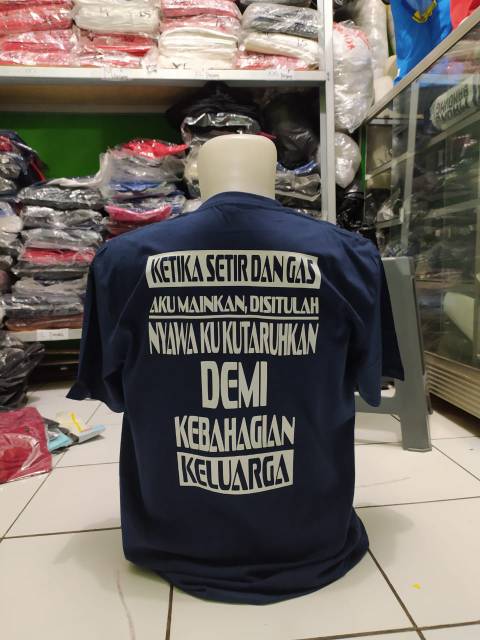 KETIKA SETIR DAN GAS
AKU MAINKAN, DISITULAH
NYAWA KU KUTARUHKAN
DEMI
KEBAHAGIAN
KELUARGA